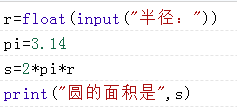 r=float(input("半径："))
pi=3.14
s=2*pi*r
print("圆的面积是",s)